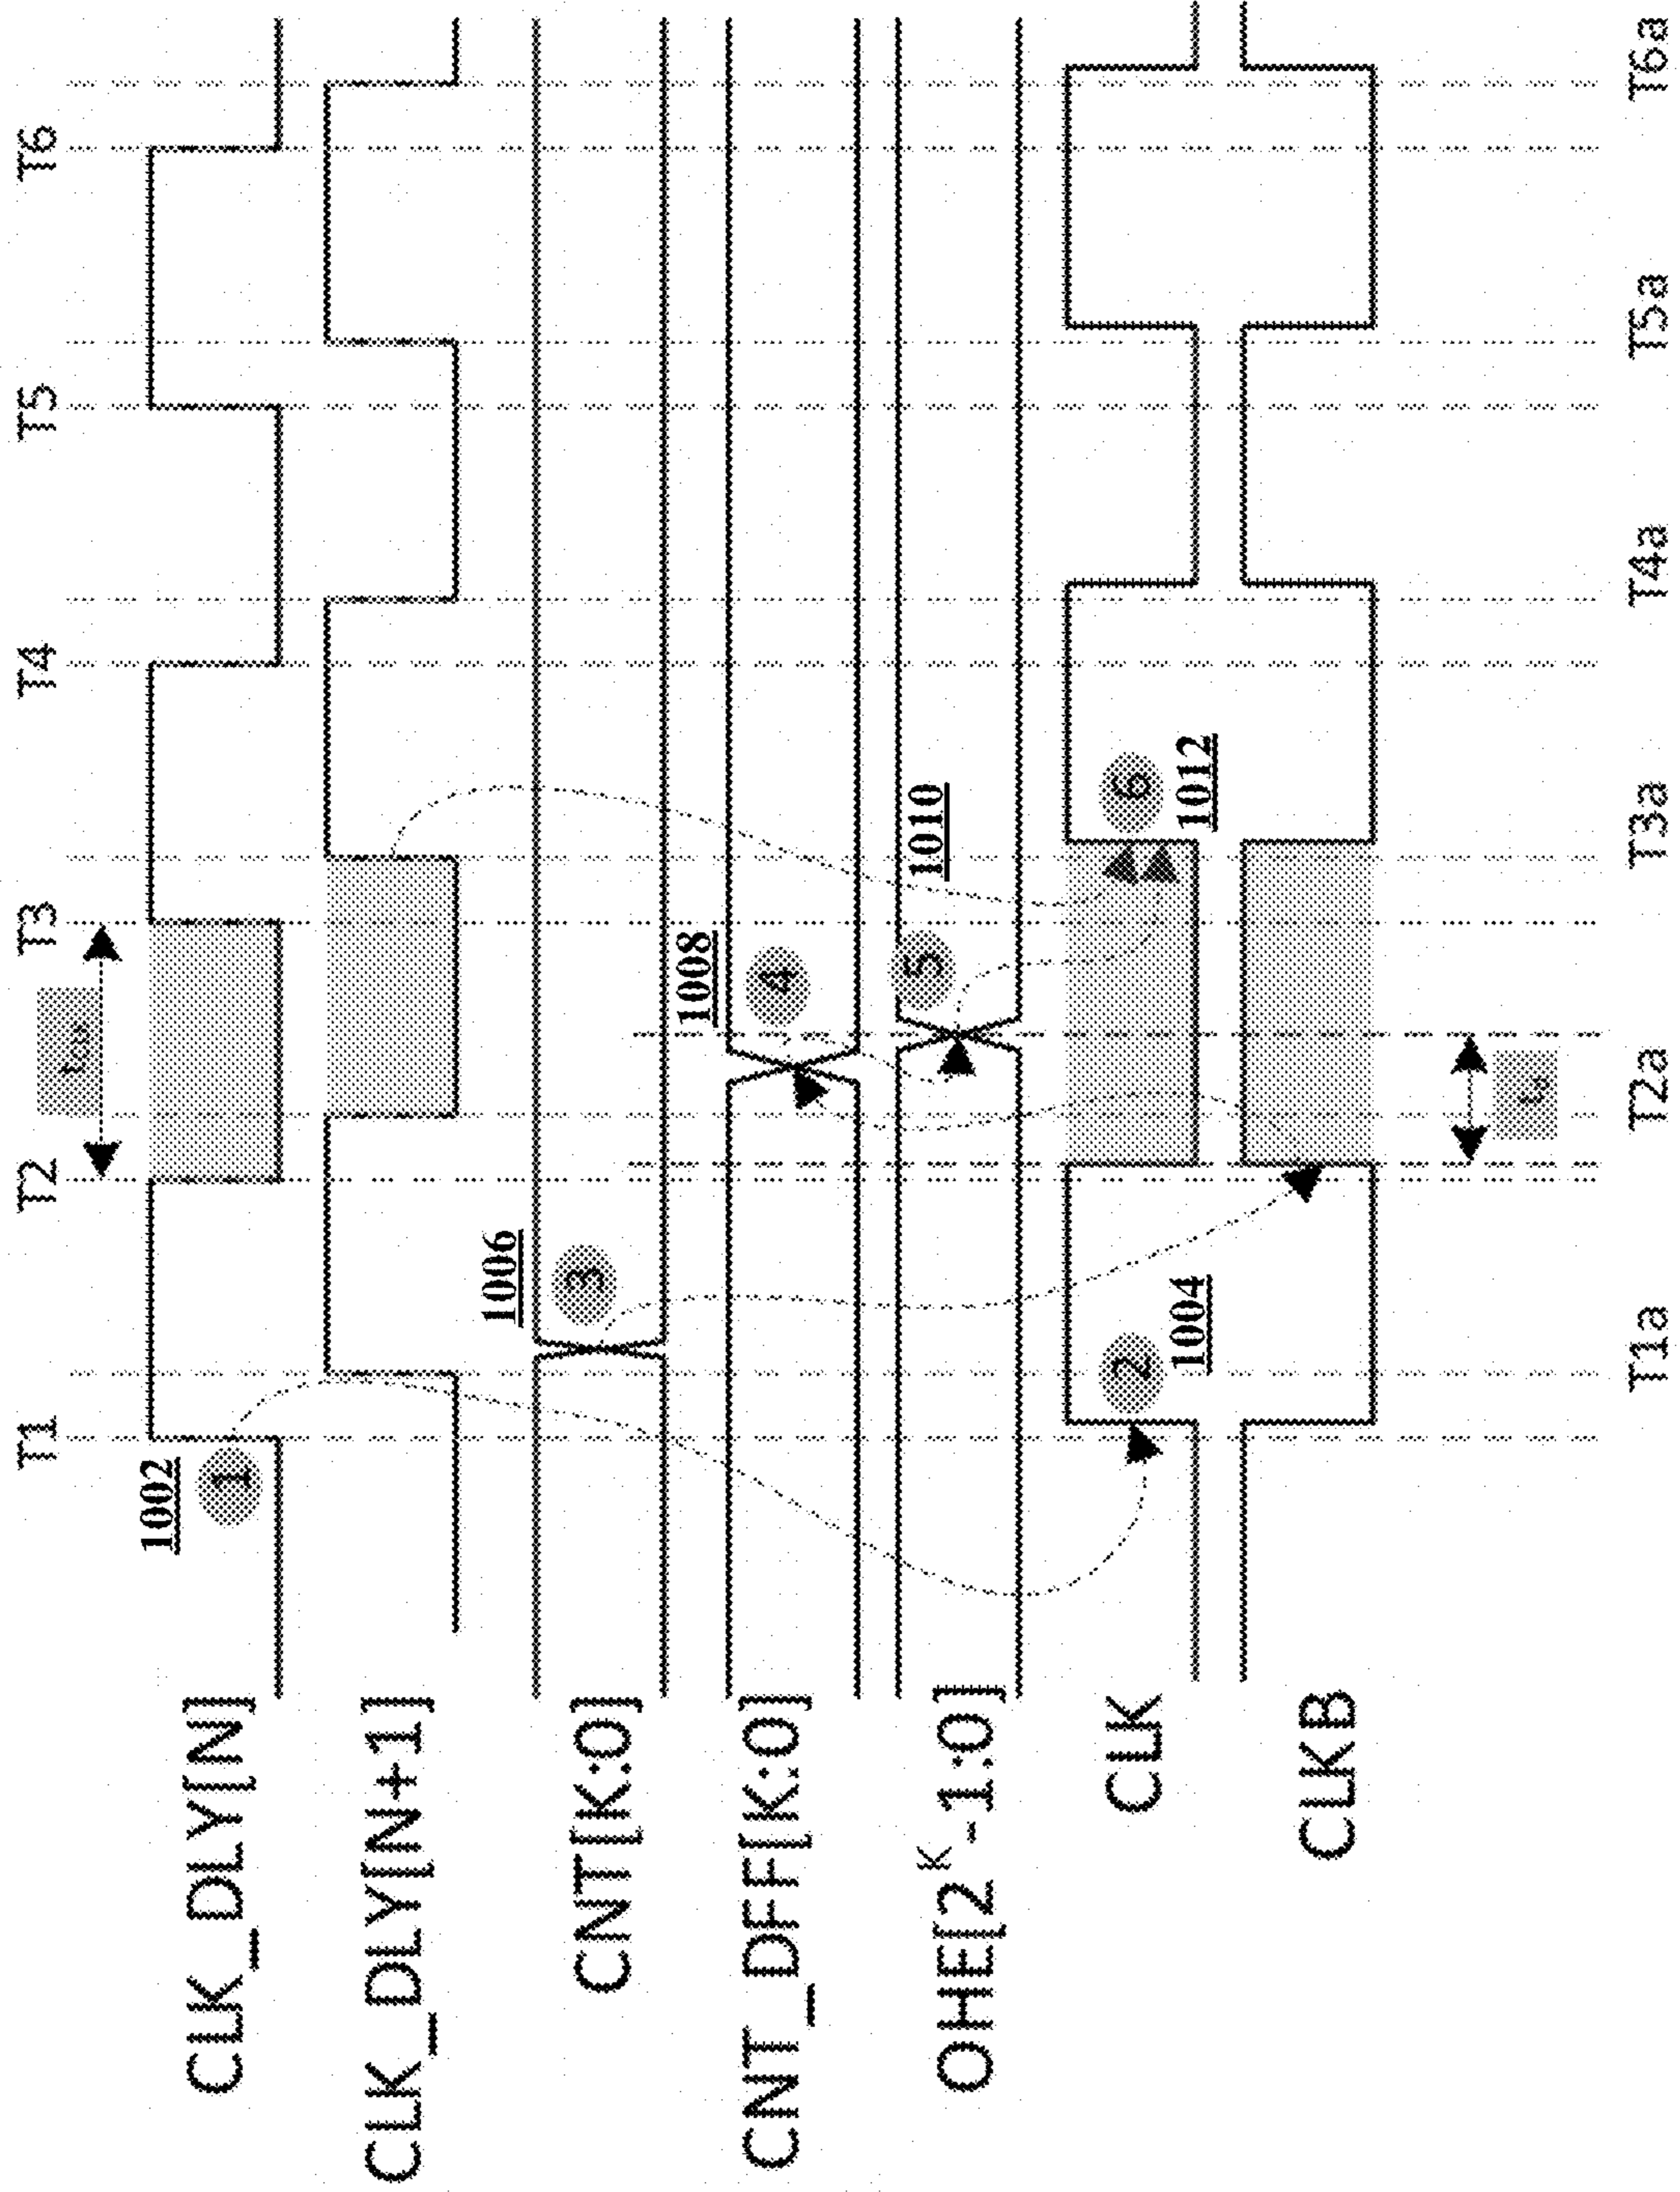 T1 T2 T3 T4 T5 T6
1002
1
CLK_DLY[N]
CLK_DLY[N+1]
1006
3
CNT[K:0]
1008
4
CNT_DFF[K:0]
1010
5
OHE[2^K-1:0]
2
6
CLK
1004
1012
CLKB
T1a T2a T3a T4a T5a T6a